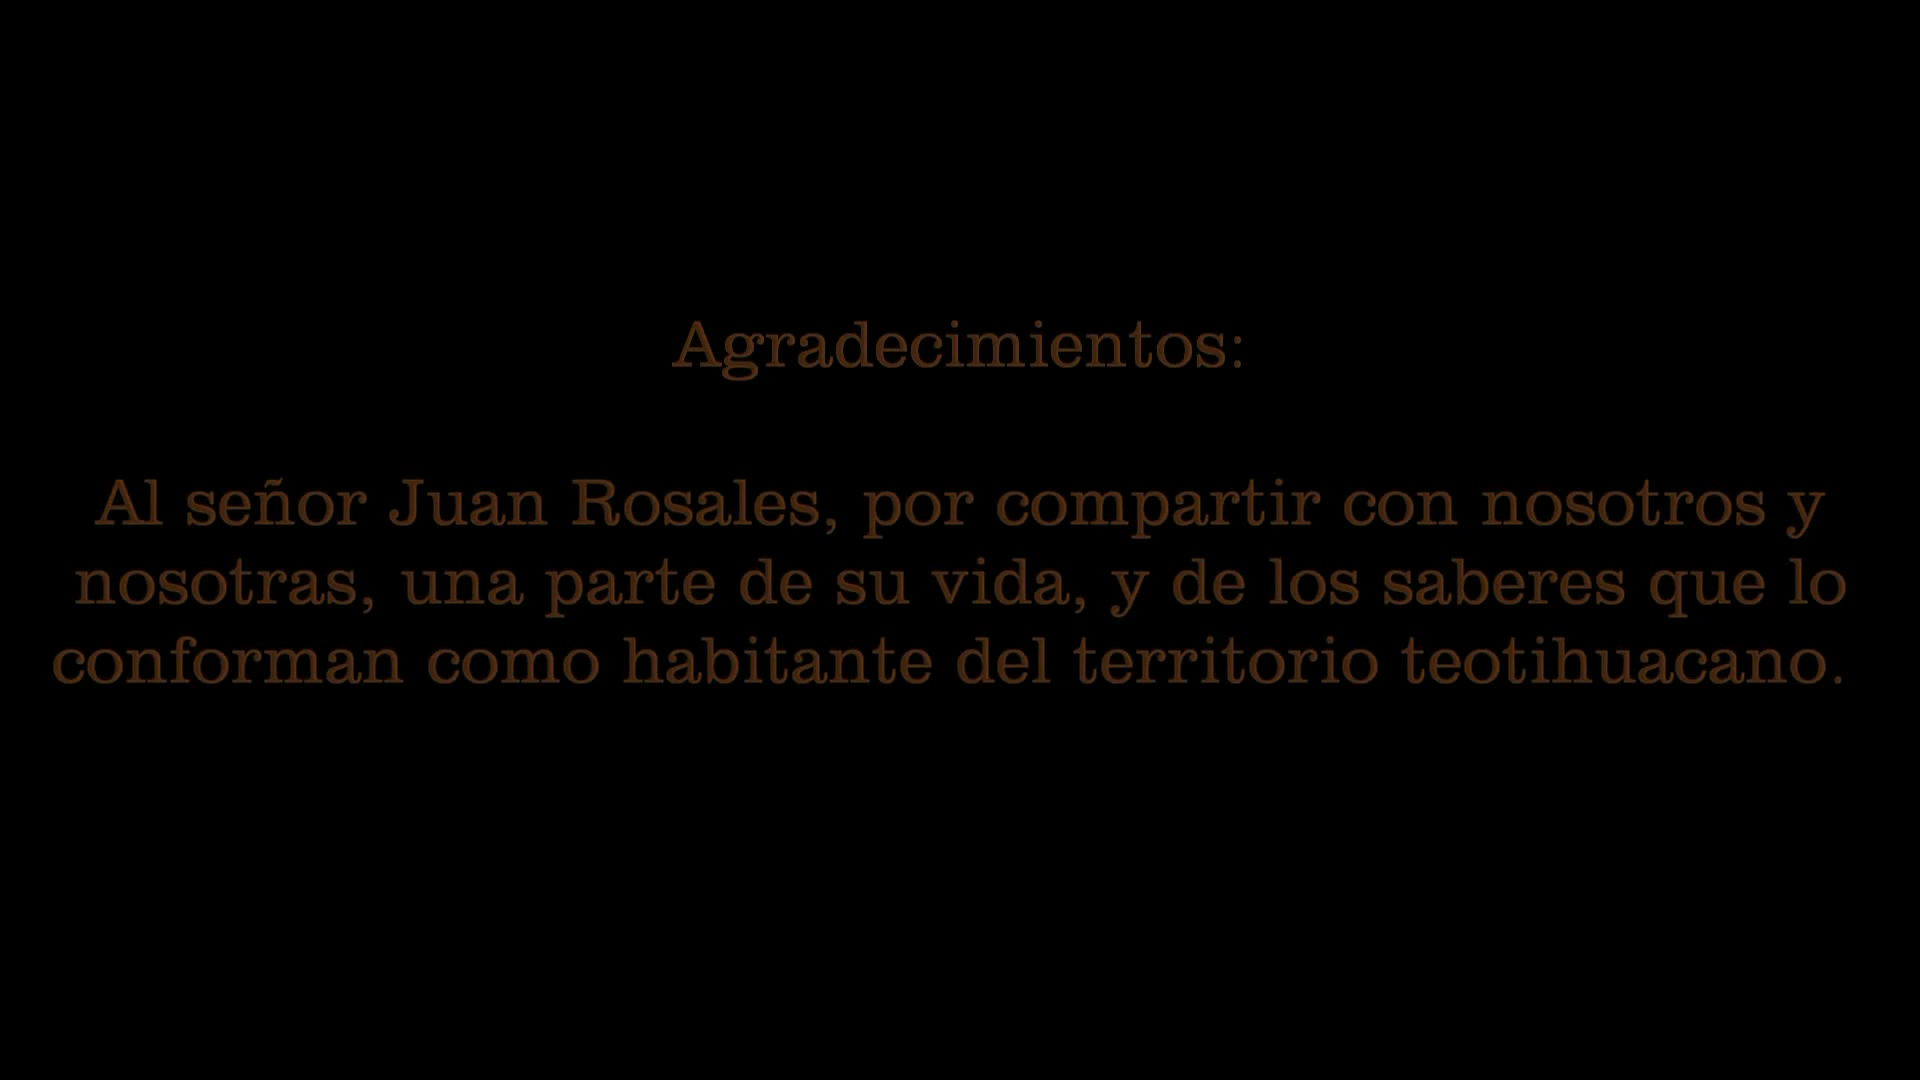 Agradecimientos:
Al señor Juan Rosales, por compartir con nosotros y
nosotras, una parte de su vida, y de los saberes que lo
conforman como habitante del territorio teotihuacano.